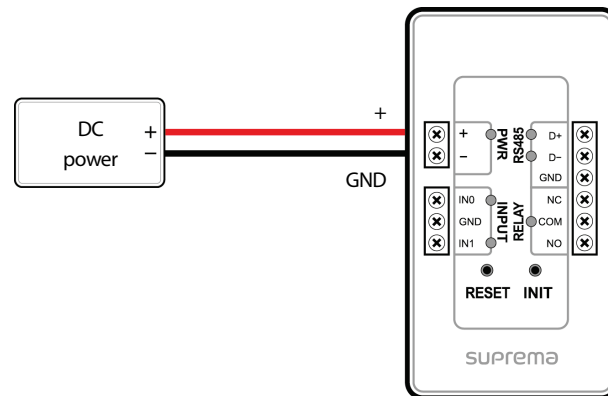 DC
power
+
−
+
GND
+
−
PWR
RS485
D+
D−
GND
IN0
GND
IN1
INPUT
RELAY
NC
COM
NO
RESET INIT
suprema